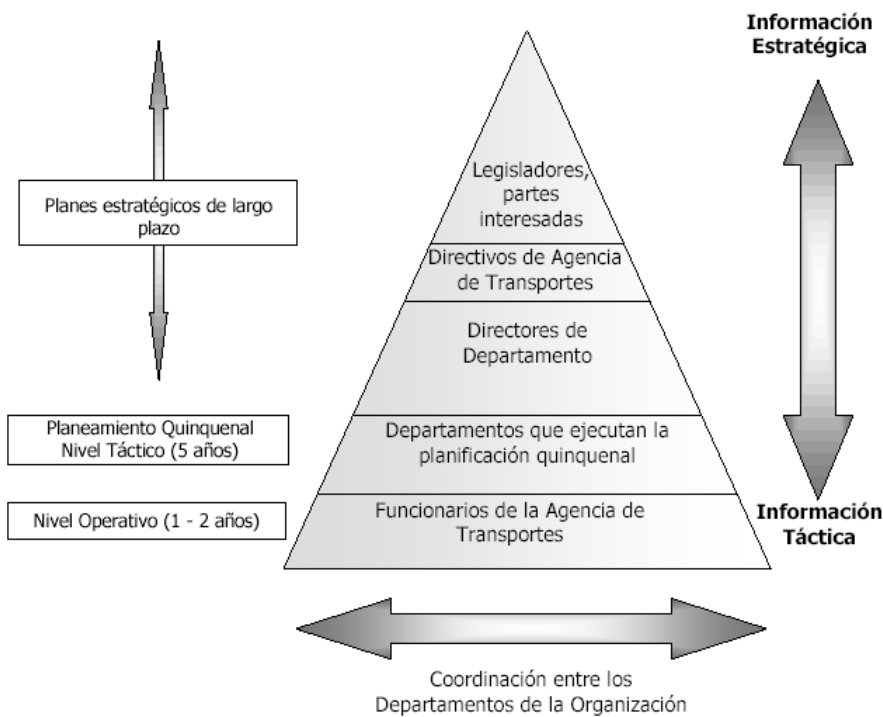 Información
Estratégica
Legisladores,
partes
interesadas
Planes estratégicos de largo
plazo
Directivos de Agencia
de Transportes
Directores de
Departamento
Planeamiento Quinquenal
Nivel Táctico (5 años)
Departamentos que ejecutan la
planificación quinquenal
Nivel Operativo (1 - 2 años)
Funcionarios de la Agencia de
Transportes
Información
Táctica
Coordinación entre los
Departamentos de la Organización